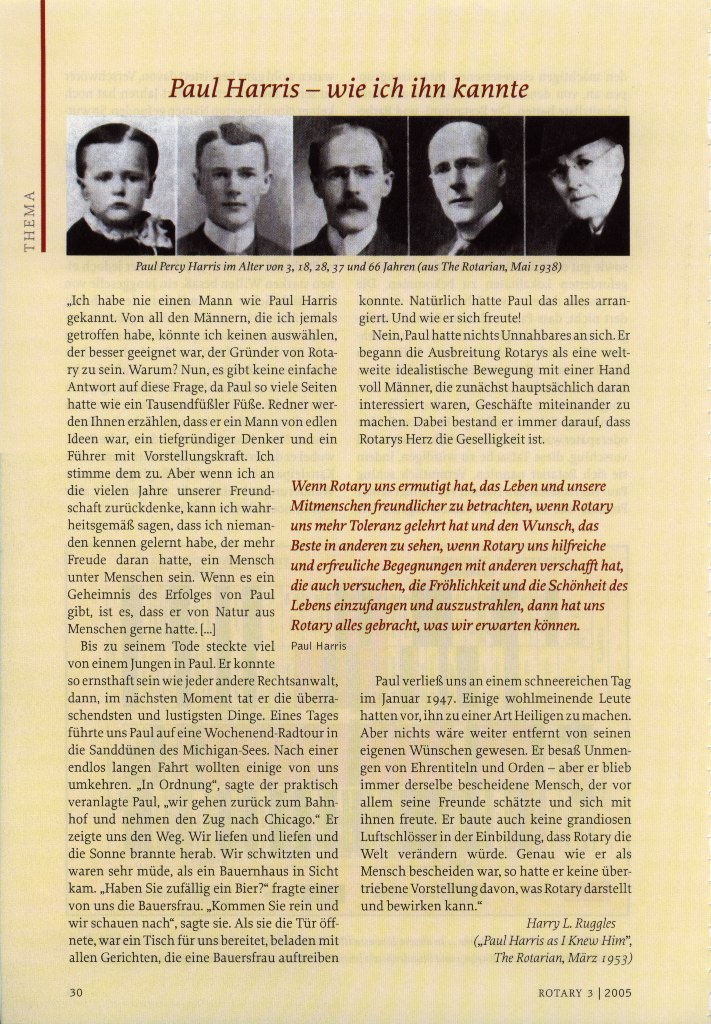 THEMA
Paul Harris – wie ich ihn kannte
Paul Percy Harris im Alter von 3, 18, 28, 37 und 66 Jahren (aus The Rotarian, Mai 1938)
„Ich habe nie einen Mann wie Paul Harris
gekannt. Von all den Männern, die ich jemals
getroffen habe, könnte ich keinen auswählen,
der besser geeignet war, der Gründer von Rota-
ry zu sein. Warum? Nun, es gibt keine einfache
Antwort auf diese Frage, da Paul so viele Seiten
hatte wie ein Tausendfüßler Füße. Redner wer-
den Ihnen erzählen, dass er ein Mann von edlen
Ideen war, ein tiefgründiger Denker und ein
Führer mit Vorstellungskraft. Ich
stimme dem zu. Aber wenn ich an
die vielen Jahre unserer Freund-
schaft zurückdenke, kann ich wahr-
heitsgemäß sagen, dass ich nieman-
den kennen gelernt habe, der mehr
Freude daran hatte, ein Mensch
unter Menschen sein. Wenn es ein
Geheimnis des Erfolges von Paul
gibt, ist es, dass er von Natur aus
Menschen gerne hatte. [...]
Bis zu seinem Tode steckte viel
von einem Jungen in Paul. Er konnte
so ernsthaft sein wie jeder andere Rechtsanwalt,
dann, im nächsten Moment tat er die überra-
schendsten und lustigsten Dinge. Eines Tages
führte uns Paul auf eine Wochenend-Radtour in
die Sanddünen des Michigan-Sees. Nach einer
endlos langen Fahrt wollten einige von uns
umkehren. „In Ordnung“, sagte der praktisch
veranlagte Paul, „wir gehen zurück zum Bahn-
hof und nehmen den Zug nach Chicago.“ Er
zeigte uns den Weg. Wir liefen und liefen und
die Sonne brannte herab. Wir schwitzten und
waren sehr müde, als ein Bauernhaus in Sicht
kam. „Haben Sie zufällig ein Bier?“ fragte einer
von uns die Bauersfrau. „Kommen Sie rein und
wir schauen nach“, sagte sie. Als sie die Tür öff-
nete, war ein Tisch für uns bereitet, beladen mit
allen Gerichten, die eine Bauersfrau auftreiben
konnte. Natürlich hatte Paul das alles arran-
giert. Und wie er sich freute!
Nein, Paul hatte nichts Unnahbares an sich. Er
begann die Ausbreitung Rotarys als eine welt-
weite idealistische Bewegung mit einer Hand
voll Männer, die zunächst hauptsächlich daran
interessiert waren, Geschäfte miteinander zu
machen. Dabei bestand er immer darauf, dass
Rotarys Herz die Geselligkeit ist.
Wenn Rotary uns ermutigt hat, das Leben und unsere
Mitmenschen freundlicher zu betrachten, wenn Rotary
uns mehr Toleranz gelehrt hat und den Wunsch, das
Beste in anderen zu sehen, wenn Rotary uns hilfreiche
und erfreuliche Begegnungen mit anderen verschafft hat,
die auch versuchen, die Fröhlichkeit und die Schönheit des
Lebens einzufangen und auszustrahlen, dann hat uns
Rotary alles gebracht, was wir erwarten können.
Paul Harris
Paul verließ uns an einem schneereichen Tag
im Januar 1947. Einige wohlmeinende Leute
hatten vor, ihn zu einer Art Heiligen zu machen.
Aber nichts wäre weiter entfernt von seinen
eigenen Wünschen gewesen. Er besaß Unmen-
gen von Ehrentiteln und Orden – aber er blieb
immer derselbe bescheidene Mensch, der vor
allem seine Freunde schätzte und sich mit
ihnen freute. Er baute auch keine grandiosen
Luftschlösser in der Einbildung, dass Rotary die
Welt verändern würde. Genau wie er als
Mensch bescheiden war, so hatte er keine über-
triebene Vorstellung davon, was Rotary darstellt
und bewirken kann.“
Harry L. Ruggles
(„Paul Harris as I Knew Him“,
The Rotarian, März 1953)
30
ROTARY 3 | 2005